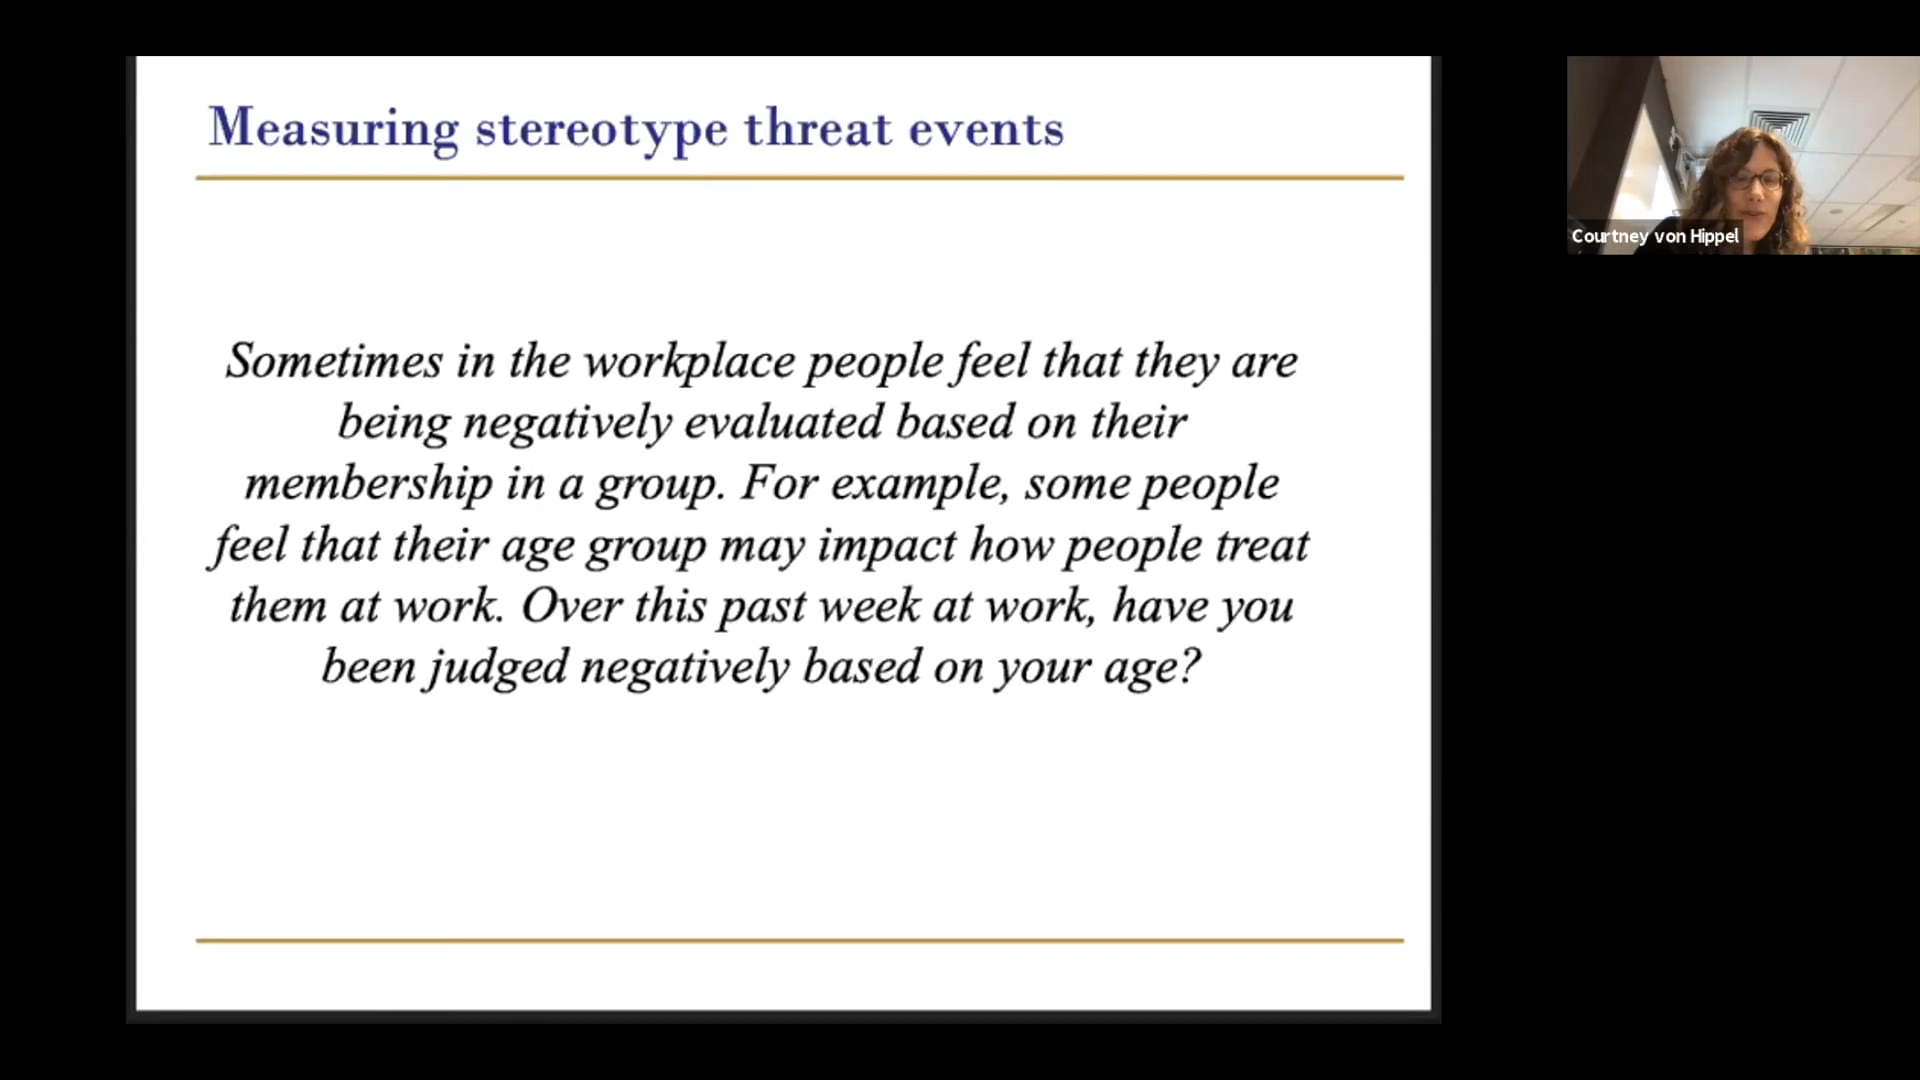 Measuring stereotype threat events
Sometimes in the workplace people feel that they are
being negatively evaluated based on their
membership in a group. For example, some people
feel that their age group may impact how people treat
them at work. Over this past week at work, have you
been judged negatively based on your age?
Courtney von Hippel